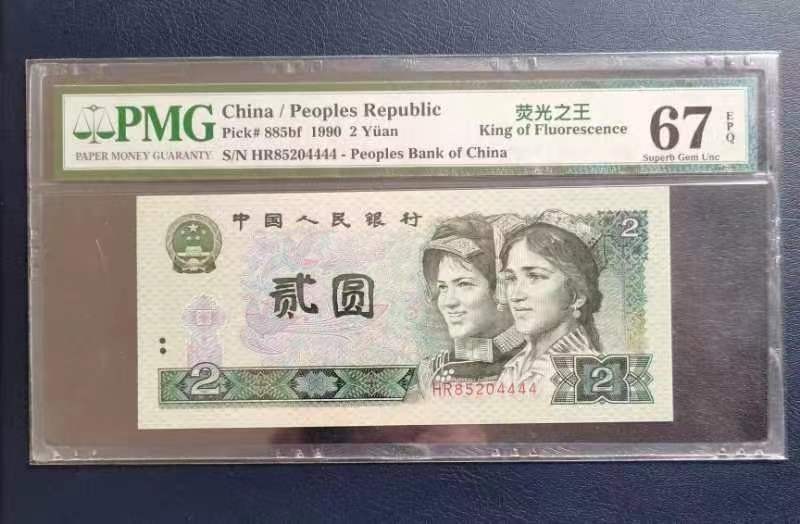 PMG
PAPER MONEY GUARANTY
China / Peoples Republic
Pick# 885bf 1990 2 Yüan
S/N HR85204444 - Peoples Bank of China
荧光之王
King of Fluorescence
67
EPQ
Superb Gem Unc
中国人民银行
2
贰圆
2
HR85204444
2